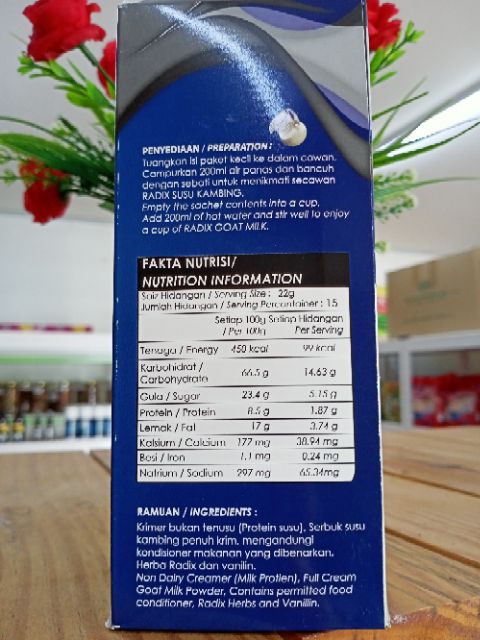 PENYEDIAAN / PREPARATION :
Tuangkan isi paket kecil ke dalam cawan.
Campurkan 200ml air panas dan bancuh
dengan sebati untuk menikmati secawan
RADIX SUSU KAMBING.
Empty the sachet contents into a cup.
Add 200ml of hot water and stir well to enjoy
a cup of RADIX GOAT MILK.
FAKTA NUTRISI/
NUTRITION INFORMATION
Saiz Hidangan / Serving Size : 22g
Jumlah Hidangan / Serving Percontainer : 15
Setiap 100g Setiap Hidangan
/ Per 100g Per Serving
Tenaga / Energy 450 kcal 99 kcal
Karbohidrat /
Carbohydrate 66.5 g 14.63 g
Gula / Sugar 23.4 g 5.15 g
Protein / Protein 8.5 g 1.87 g
Lemak / Fat 17 g 3.74 g
Kalsium / Calcium 177 mg 38.94 mg
Besi / Iron 1.1 mg 0.24 mg
Natrium / Sodium 297 mg 65.34mg
RAMUAN / INGREDIENTS :
Krimer bukan tenusu (Protein susu), Serbuk susu
kambing penuh krim, mengandungi
kondisioner makanan yang dibenarkan,
Herba Radix dan vanilin.
Non Dairy Creamer (Milk Protien), Full Cream
Goat Milk Powder, Contains permitted food
conditioner, Radix Herbs and Vanillin.